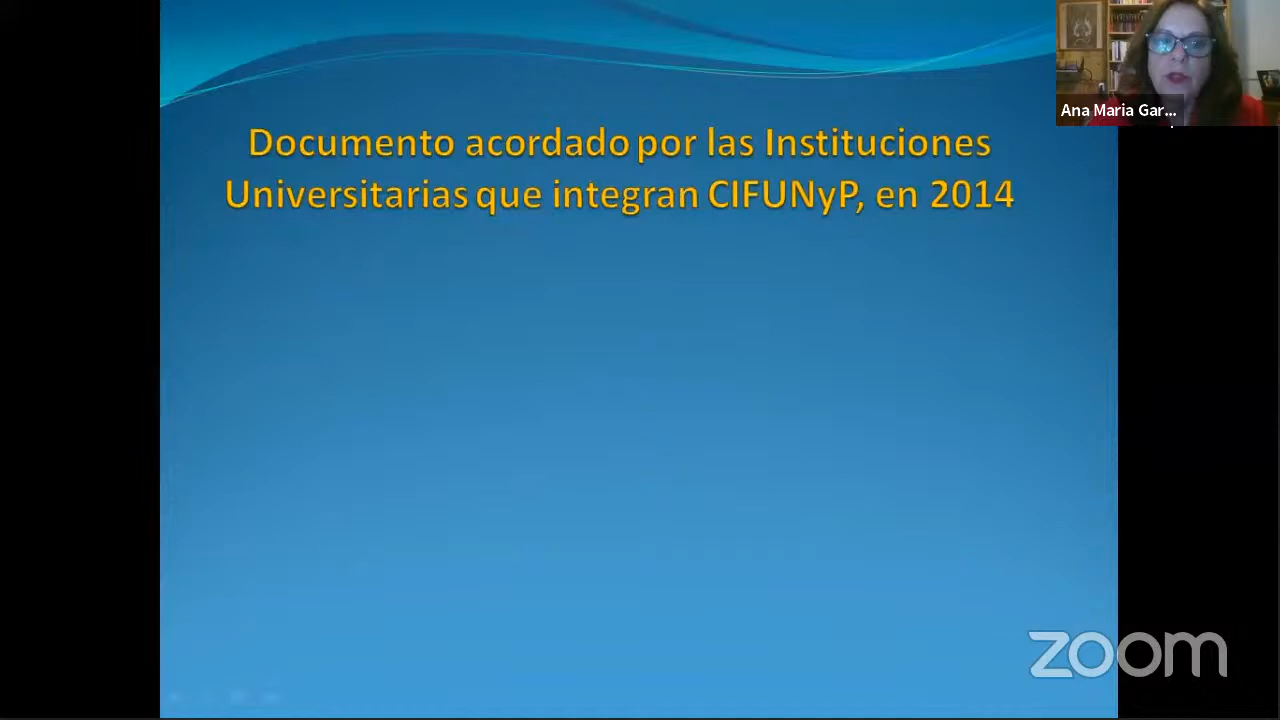 Ana Maria Gar...
Documento acordado por las Instituciones
Universitarias que integran CIFUNyP, en 2014
zoom